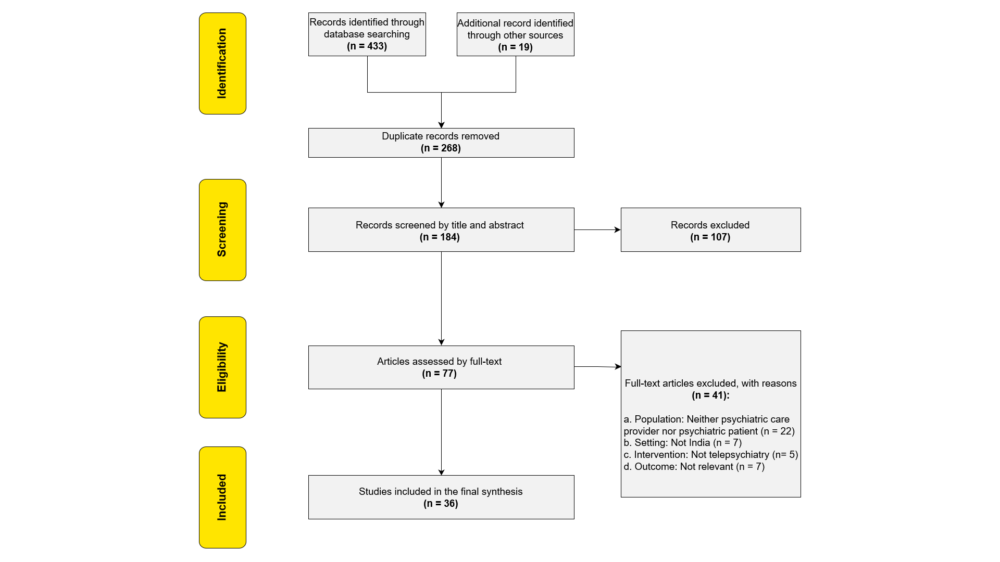 Identification
Records identified through
database searching
(n = 433)
Additional record identified
through other sources
(n = 19)
Duplicate records removed
(n = 268)
Screening
Records screened by title and abstract
(n = 184)
Records excluded
(n = 107)
Eligibility
Articles assessed by full-text
(n = 77)
Full-text articles excluded, with reasons
(n = 41):
a. Population: Neither psychiatric care
provider nor psychiatric patient (n = 22)
b. Setting: Not India (n = 7)
c. Intervention: Not telepsychiatry (n= 5)
d. Outcome: Not relevant (n = 7)
Included
Studies included in the final synthesis
(n = 36)